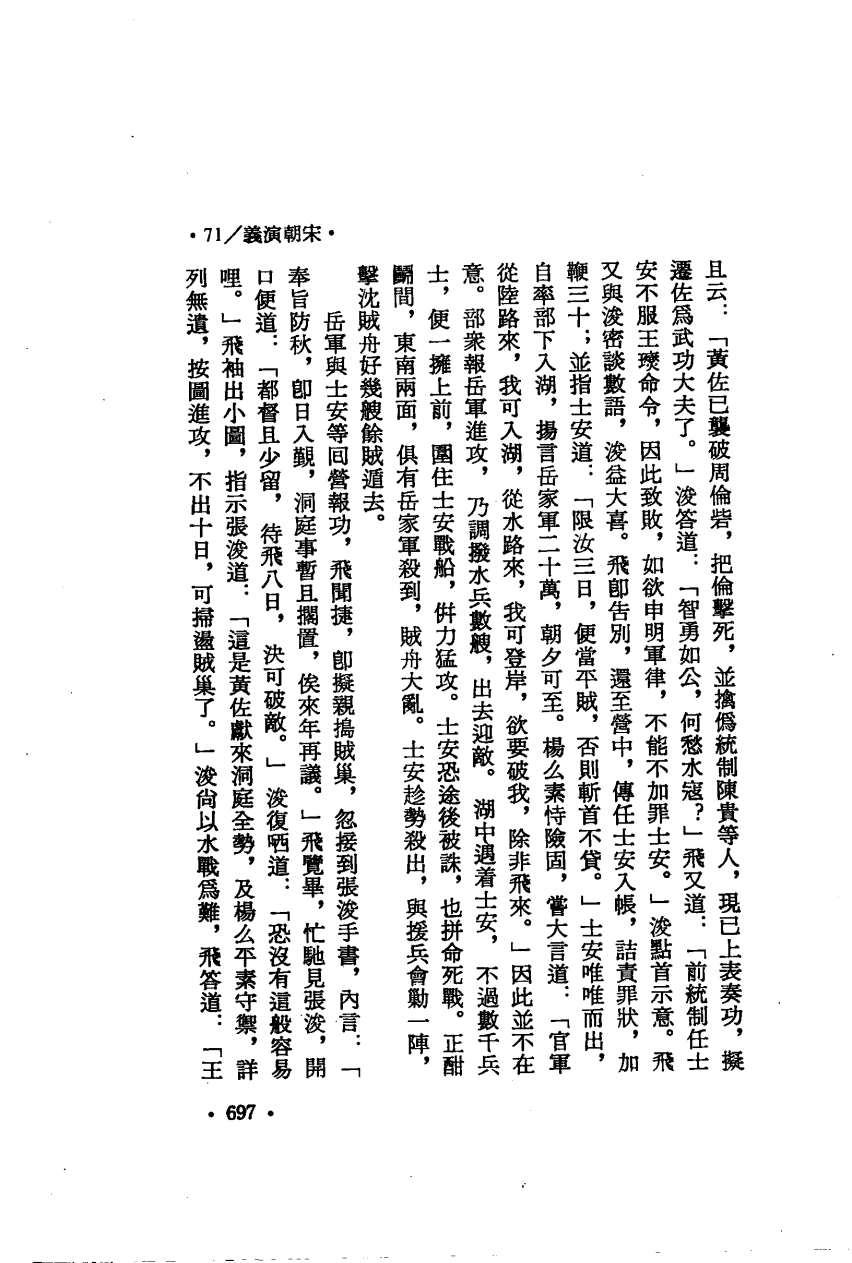 •71/義演朝宋•
且云：「黃佐已襲破周倫砦，把倫擊死，並擒僞統制陳貴等人，現已上表奏功，擬
遷佐爲武功大夫了。」浚答道：「智勇如公，何愁水寇？」飛又道：「前統制任士
安不服王𤫉命令，因此致敗，如欲申明軍律，不能不加罪士安。」浚點首示意。飛
又與浚密談數語，浚益大喜。飛卽告別，還至營中，傳任士安入帳，詰責罪狀，加
鞭三十；並指士安道：「限汝三日，便當平賊，否則斬首不貸。」士安唯唯而出，
自率部下入湖，揚言岳家軍二十萬，朝夕可至。楊么素恃險固，嘗大言道：「官軍
從陸路來，我可入湖，從水路來，我可登岸，欲要破我，除非飛來。」因此並不在
意。部衆報岳軍進攻，乃調撥水兵數艘，出去迎敵。湖中遇着士安，不過數千兵
士，便一擁上前，圍住士安戰船，倂力猛攻。士安恐途後被誅，也拼命死戰。正酣
鬭間，東南兩面，俱有岳家軍殺到，賊舟大亂。士安趁勢殺出，與援兵會勦一陣，
擊沈賊舟好幾艘餘賊遁去。
岳軍與士安等囘營報功，飛聞捷，卽擬親搗賊巢，忽接到張浚手書，內言：「
奉旨防秋，卽日入覲，洞庭事暫且擱置，俟來年再議。」飛覽畢，忙馳見張浚，開
口便道：「都督且少留，待飛八日，決可破敵。」浚復哂道：「恐沒有這般容易
哩。」飛袖出小圖，指示張浚道：「這是黃佐獻來洞庭全勢，及楊么平素守禦，詳
列無遺，按圖進攻，不出十日，可掃盪賊巢了。」浚尙以水戰爲難，飛答道：「王
•697•